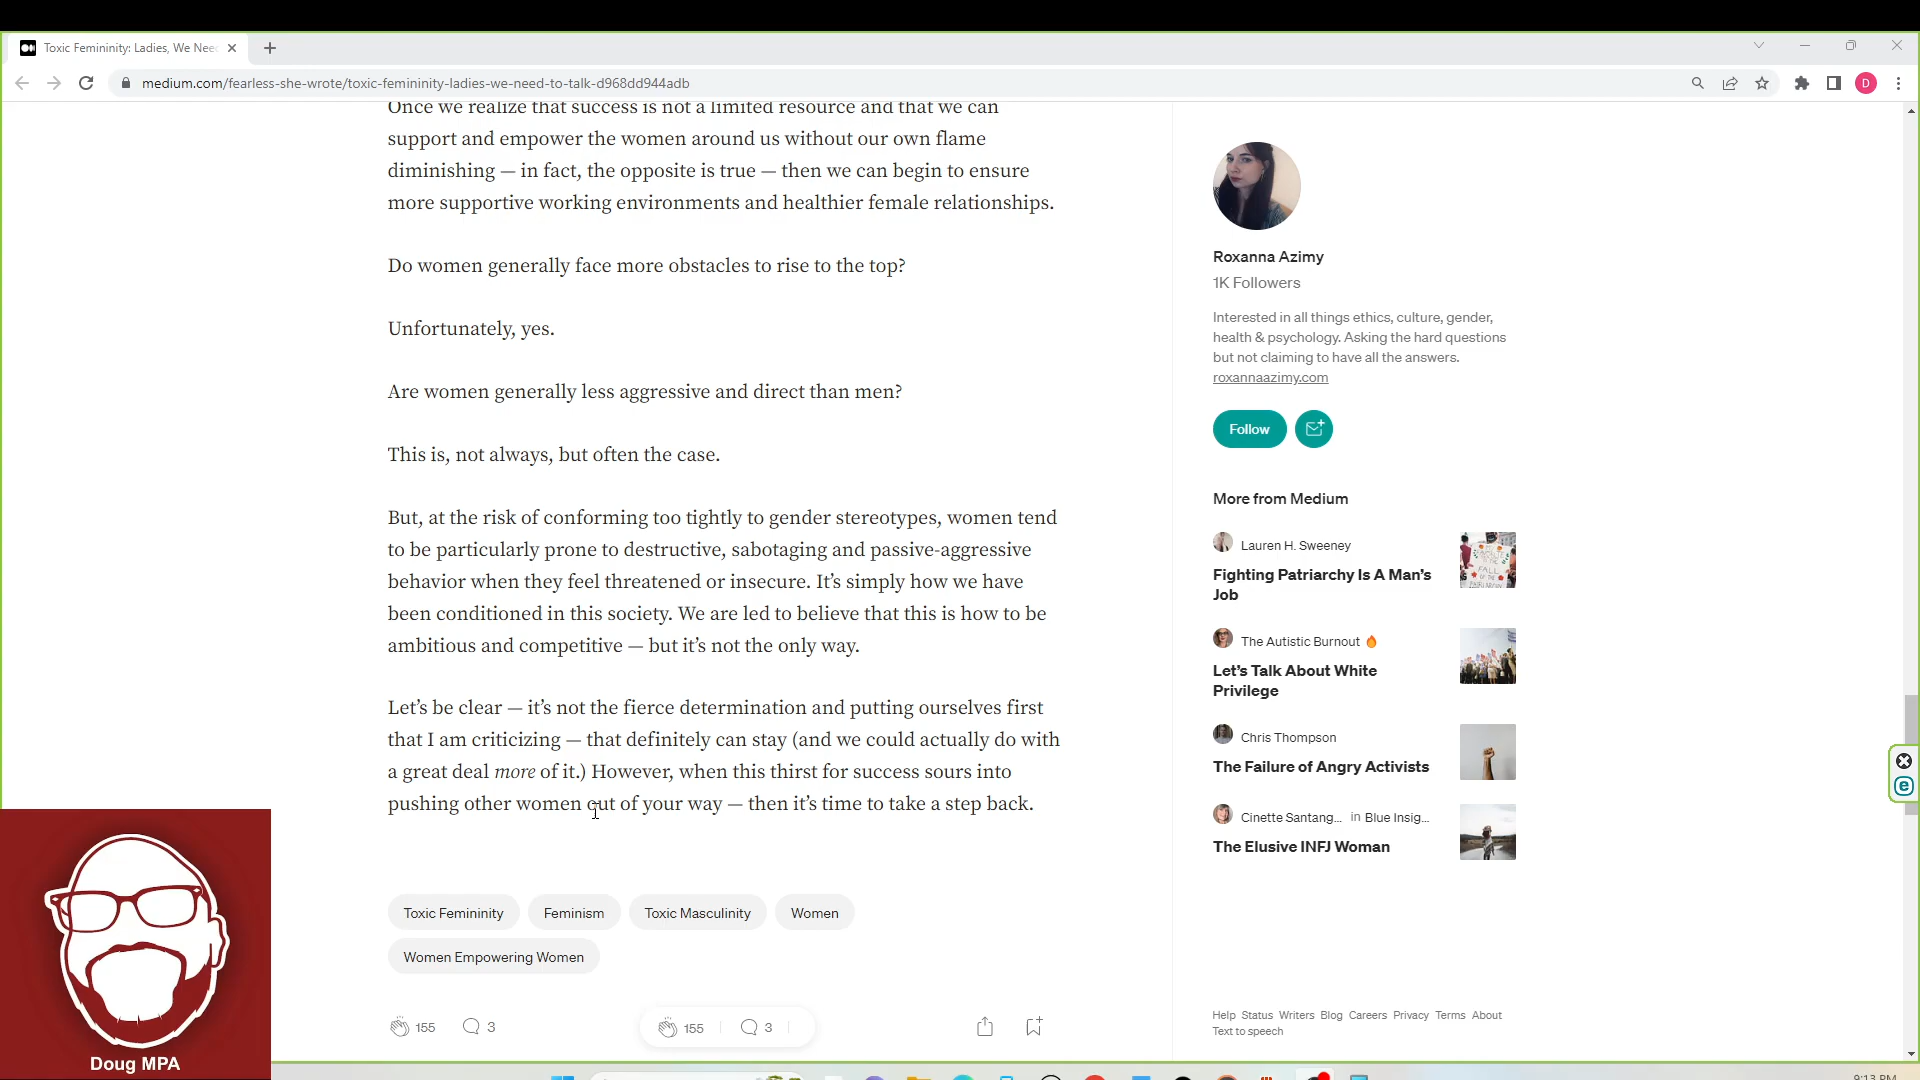 Toxic Femininity: Ladies, We Nee
medium.com/fearless-she-wrote/toxic-femininity-ladies-we-need-to-talk-d968dd944adb
D
Once we realize that success is not a limited resource and that we can
support and empower the women around us without our own flame
diminishing — in fact, the opposite is true — then we can begin to ensure
more supportive working environments and healthier female relationships.
Do women generally face more obstacles to rise to the top?
Unfortunately, yes.
Are women generally less aggressive and direct than men?
This is, not always, but often the case.
But, at the risk of conforming too tightly to gender stereotypes, women tend
to be particularly prone to destructive, sabotaging and passive-aggressive
behavior when they feel threatened or insecure. It’s simply how we have
been conditioned in this society. We are led to believe that this is how to be
ambitious and competitive — but it’s not the only way.
Let’s be clear — it’s not the fierce determination and putting ourselves first
that I am criticizing — that definitely can stay (and we could actually do with
a great deal more of it.) However, when this thirst for success sours into
pushing other women out of your way — then it’s time to take a step back.
Toxic Femininity
Feminism
Toxic Masculinity
Women
Women Empowering Women
155
3
155
3
Roxanna Azimy
1K Followers
Interested in all things ethics, culture, gender,
health & psychology. Asking the hard questions
but not claiming to have all the answers.
roxannaazimy.com
Follow
More from Medium
Lauren H. Sweeney
Fighting Patriarchy Is A Man’s
Job
The Autistic Burnout
Let’s Talk About White
Privilege
Chris Thompson
The Failure of Angry Activists
Cinette Santang... in Blue Insig...
The Elusive INFJ Woman
Help Status Writers Blog Careers Privacy Terms About
Text to speech
Doug MPA
9:13 PM